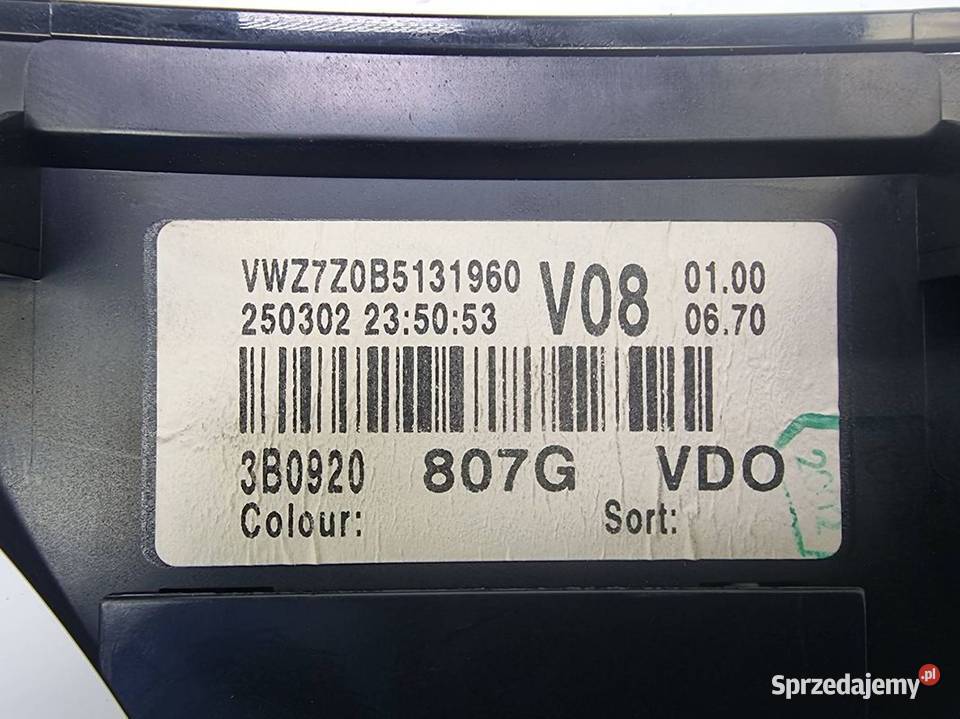 VWZ7Z0B5131960 V08 01.00
250302 23:50:53 06.70
3B0920 807G VDO
Colour: Sort:
Sprzedajemy.pl